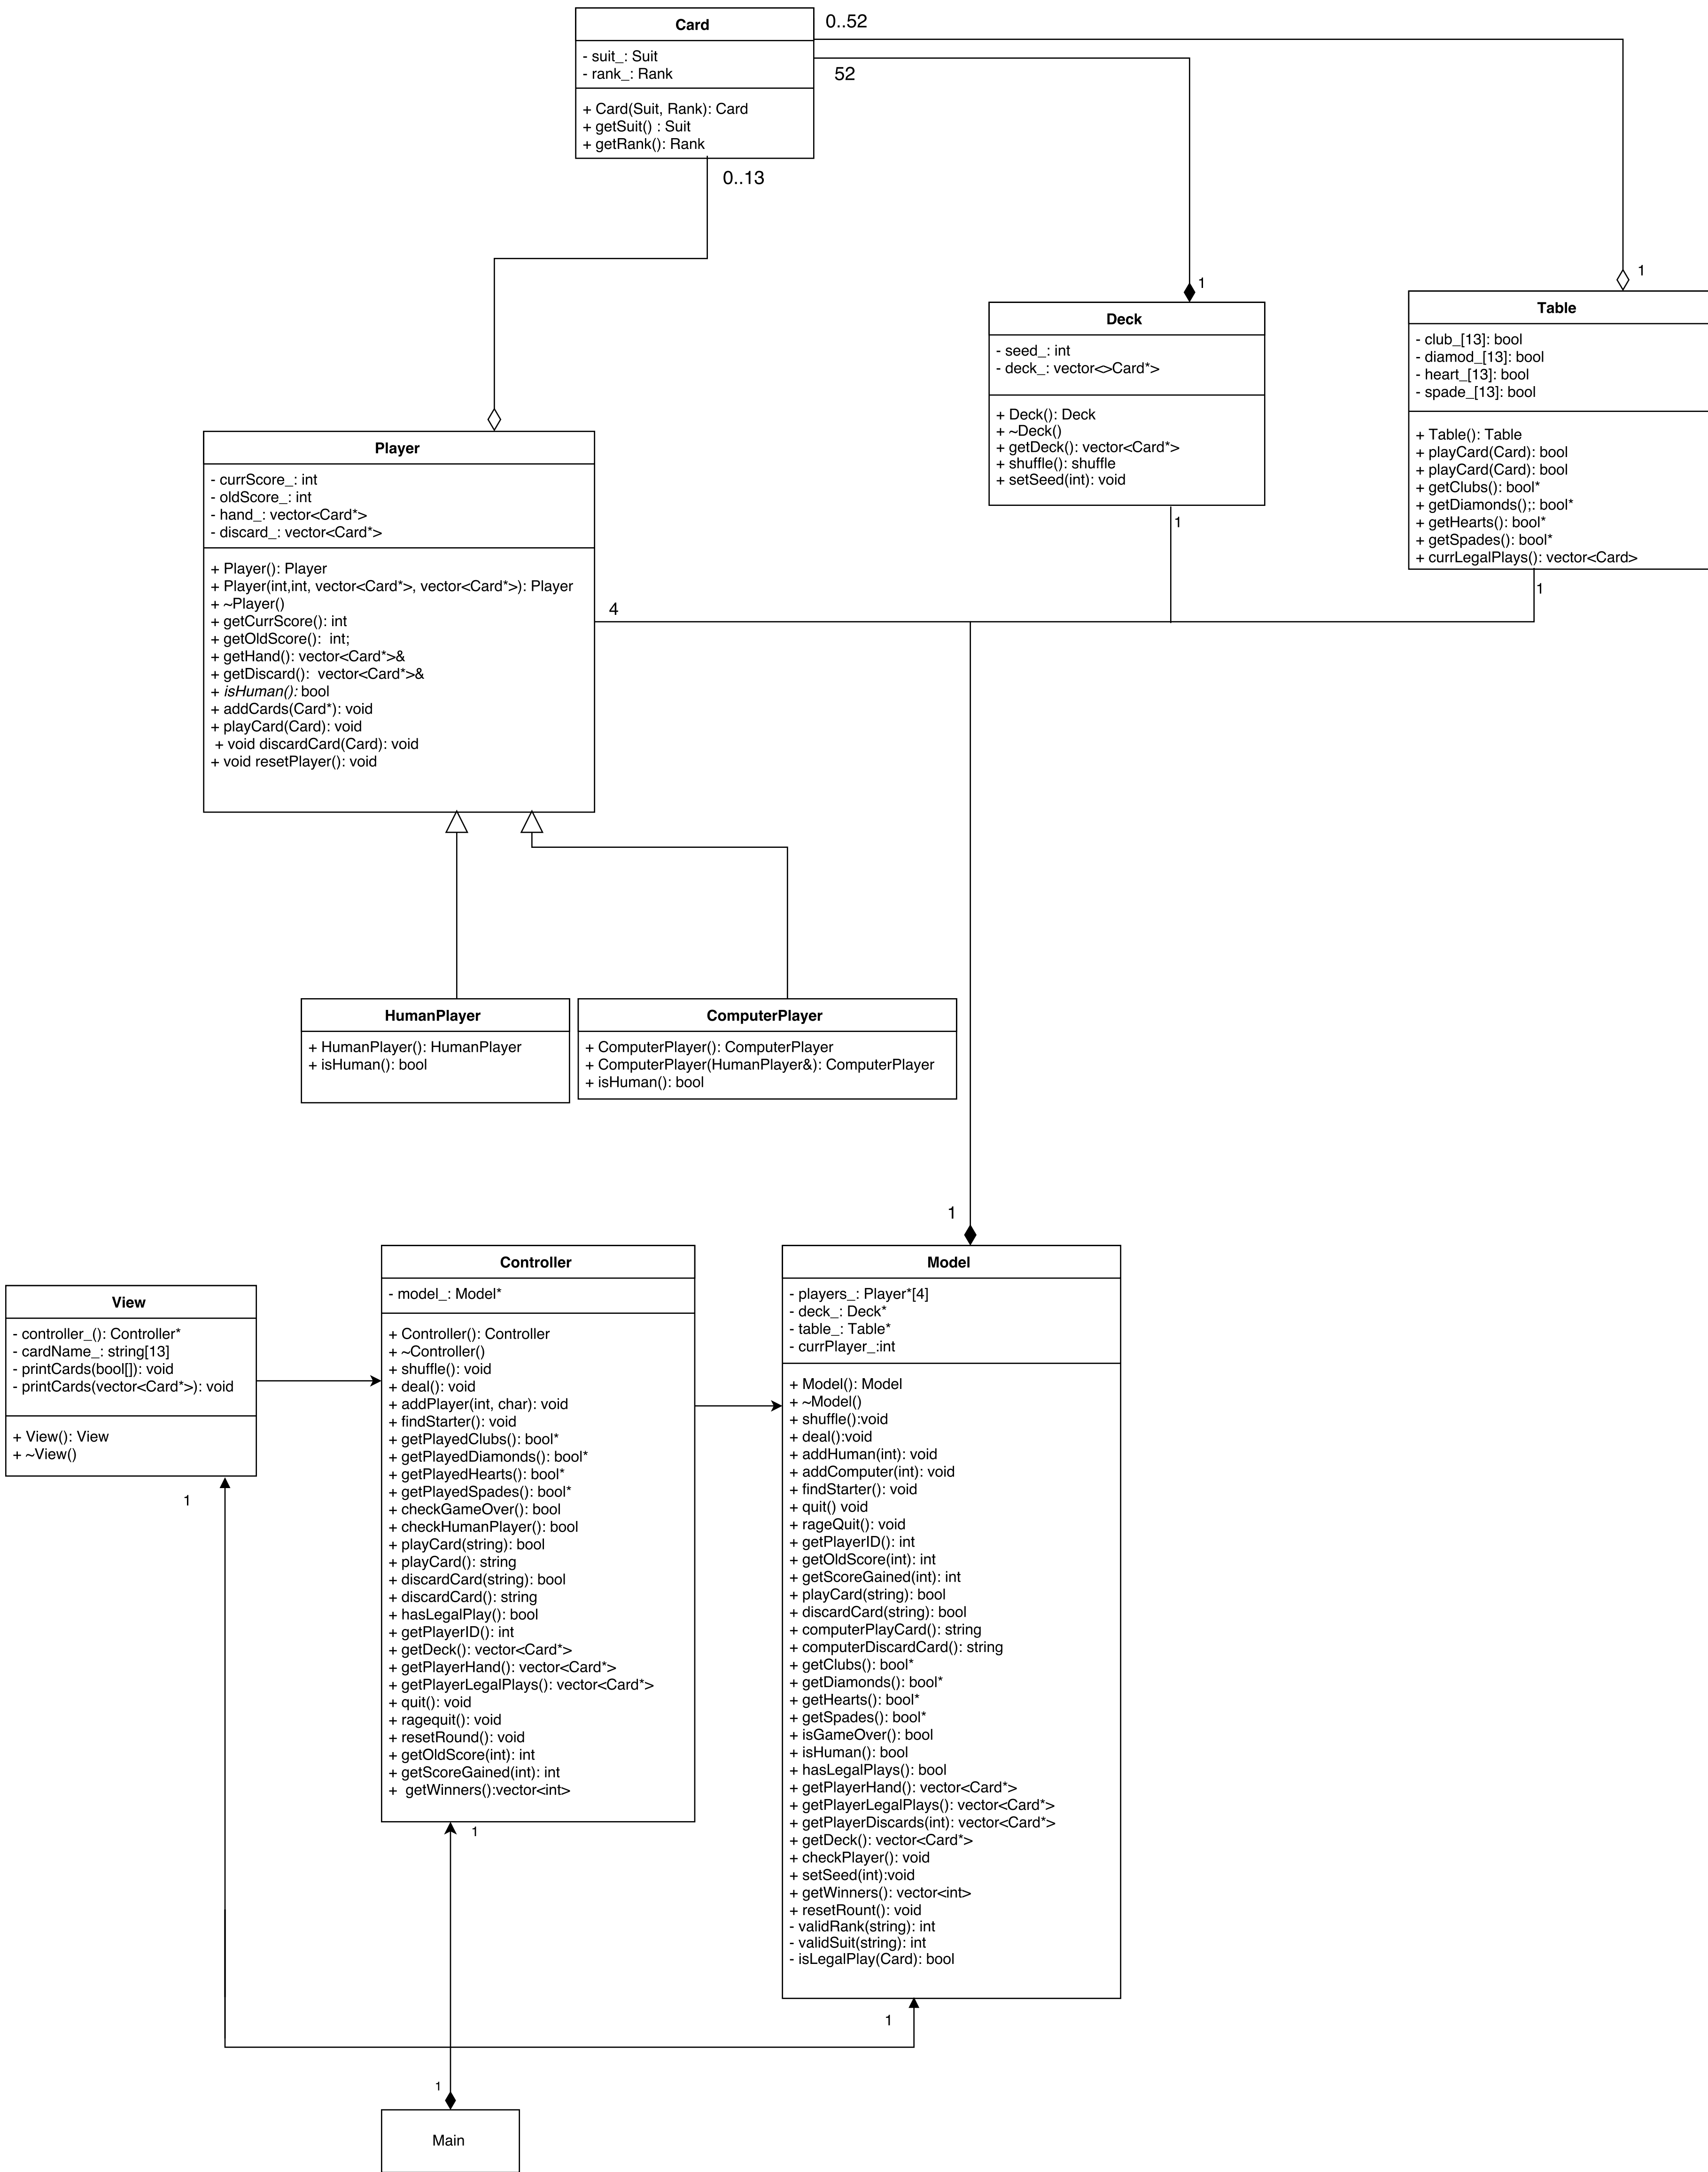 Card
- suit_: Suit
- rank_: Rank
+ Card(Suit, Rank): Card
+ getSuit() : Suit
+ getRank(): Rank
0..52
52
0..13
1
1
Deck
- seed_: int
- deck_: vector<>Card*>
+ Deck(): Deck
+ ~Deck()
+ getDeck(): vector<Card*>
+ shuffle(): shuffle
+ setSeed(int): void
1
Table
- club_[13]: bool
- diamod_[13]: bool
- heart_[13]: bool
- spade_[13]: bool
+ Table(): Table
+ playCard(Card): bool
+ playCard(Card): bool
+ getClubs(): bool*
+ getDiamonds();: bool*
+ getHearts(): bool*
+ getSpades(): bool*
+ currLegalPlays(): vector<Card>
1
Player
- currScore_: int
- oldScore_: int
- hand_: vector<Card*>
- discard_: vector<Card*>
+ Player(): Player
+ Player(int,int, vector<Card*>, vector<Card*>): Player
+ ~Player()
+ getCurrScore(): int
+ getOldScore():  int;
+ getHand(): vector<Card*>&
+ getDiscard():  vector<Card*>&
+ isHuman(): bool
+ addCards(Card*): void
+ playCard(Card): void
+ void discardCard(Card): void
+ void resetPlayer(): void
4
HumanPlayer
+ HumanPlayer(): HumanPlayer
+ isHuman(): bool
ComputerPlayer
+ ComputerPlayer(): ComputerPlayer
+ ComputerPlayer(HumanPlayer&): ComputerPlayer
+ isHuman(): bool
1
View
- controller_(): Controller*
- cardName_: string[13]
- printCards(bool[]): void
- printCards(vector<Card*>): void
+ View(): View
+ ~View()
1
Controller
- model_: Model*
+ Controller(): Controller
+ ~Controller()
+ shuffle(): void
+ deal(): void
+ addPlayer(int, char): void
+ findStarter(): void
+ getPlayedClubs(): bool*
+ getPlayedDiamonds(): bool*
+ getPlayedHearts(): bool*
+ getPlayedSpades(): bool*
+ checkGameOver(): bool
+ checkHumanPlayer(): bool
+ playCard(string): bool
+ playCard(): string
+ discardCard(string): bool
+ discardCard(): string
+ hasLegalPlay(): bool
+ getPlayerID(): int
+ getDeck(): vector<Card*>
+ getPlayerHand(): vector<Card*>
+ getPlayerLegalPlays(): vector<Card*>
+ quit(): void
+ ragequit(): void
+ resetRound(): void
+ getOldScore(int): int
+ getScoreGained(int): int
+  getWinners():vector<int>
1
Model
- players_: Player*[4]
- deck_: Deck*
- table_: Table*
- currPlayer_:int
+ Model(): Model
+ ~Model()
+ shuffle():void
+ deal():void
+ addHuman(int): void
+ addComputer(int): void
+ findStarter(): void
+ quit() void
+ rageQuit(): void
+ getPlayerID(): int
+ getOldScore(int): int
+ getScoreGained(int): int
+ playCard(string): bool
+ discardCard(string): bool
+ computerPlayCard(): string
+ computerDiscardCard(): string
+ getClubs(): bool*
+ getDiamonds(): bool*
+ getHearts(): bool*
+ getSpades(): bool*
+ isGameOver(): bool
+ isHuman(): bool
+ hasLegalPlays(): bool
+ getPlayerHand(): vector<Card*>
+ getPlayerLegalPlays(): vector<Card*>
+ getPlayerDiscards(int): vector<Card*>
+ getDeck(): vector<Card*>
+ checkPlayer(): void
+ setSeed(int):void
+ getWinners(): vector<int>
+ resetRount(): void
- validRank(string): int
- validSuit(string): int
- isLegalPlay(Card): bool
1
1
Main